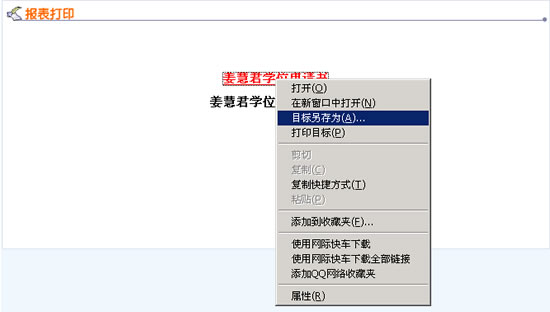 报表打印
姜慧君学位申请书
姜慧君学位
打开(O)
在新窗口中打开(N)
目标另存为(A)...
打印目标(P)
剪切
复制(C)
复制快捷方式(T)
粘贴(P)
添加到收藏夹(F)...
使用网际快车下载
使用网际快车下载全部链接
添加QQ网络收藏夹
属性(R)